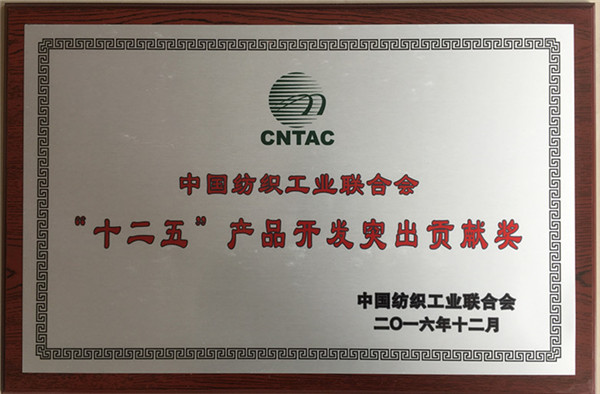 CNTAC
中国纺织工业联合会
“十二五”产品开发突出贡献奖
中国纺织工业联合会
二〇一六年十二月